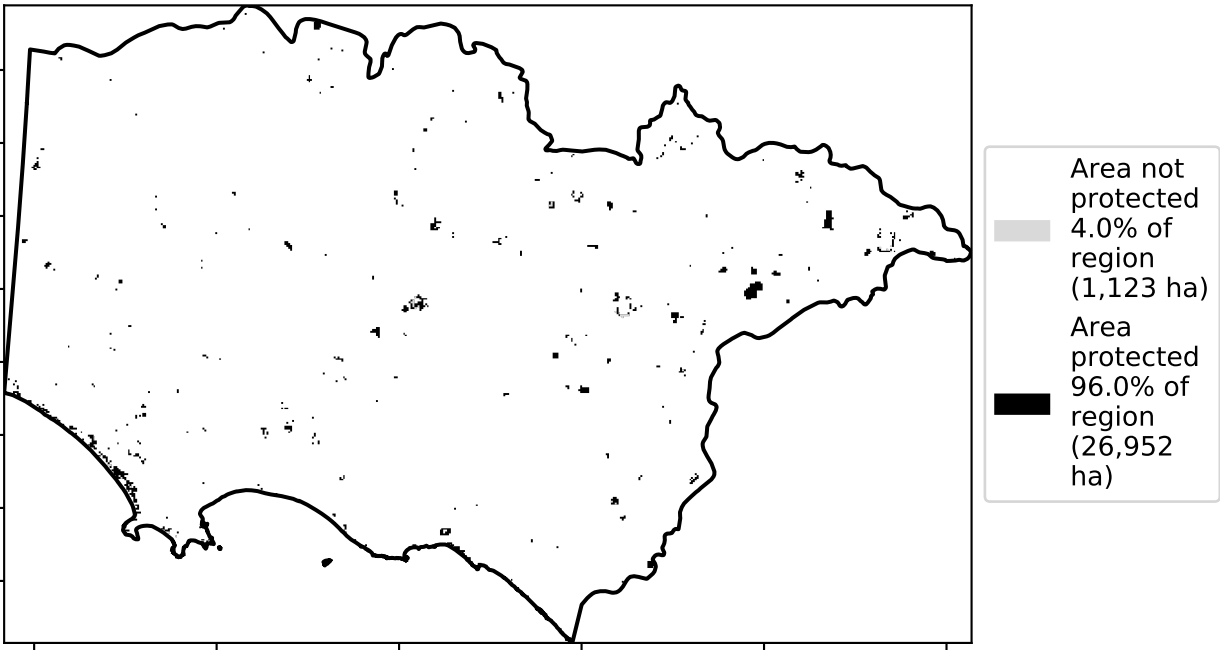 Area not
protected
4.0% of
region
(1,123 ha)
Area
protected
96.0% of
region
(26,952
ha)